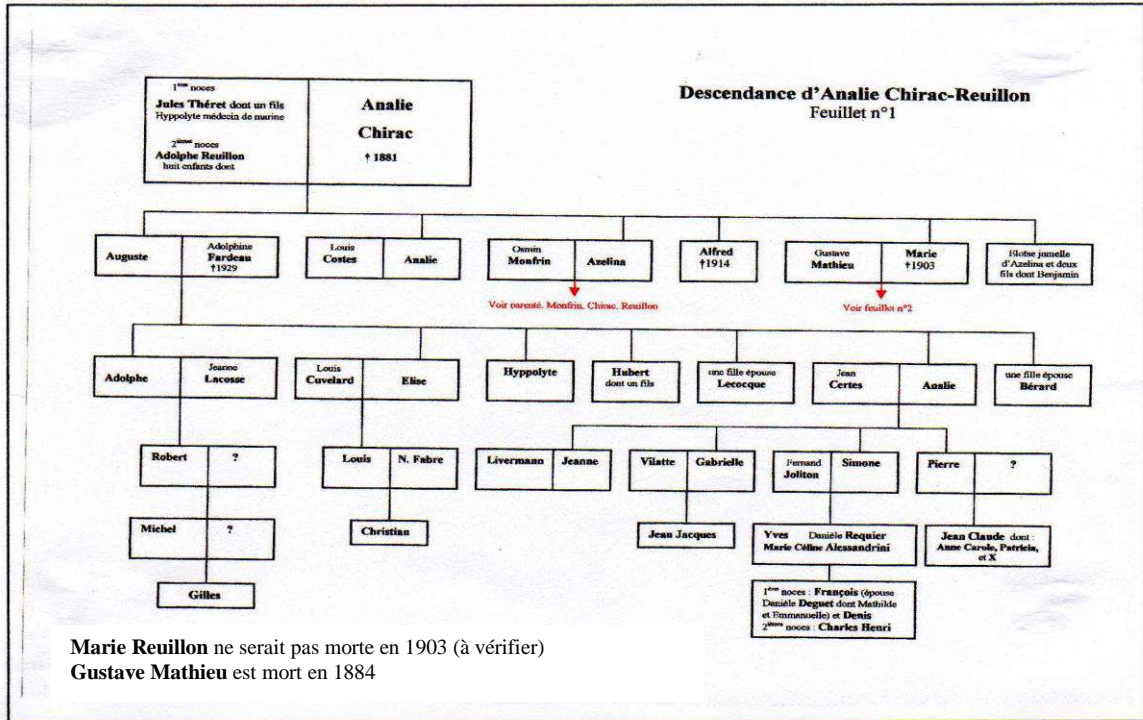 Descendance d'Analie Chirac-Reuillon
Feuillet n°1
1ères noces
Jules Théret dont un fils
Hyppolyte médecin de marine
2ièmes noces
Adolphe Reuillon
huit enfants dont
Analie
Chirac
† 1881
Auguste
Adolphine
Fardeau
†1929
Louis
Costes
Analie
Osmin
Monfrin
Azelina
Alfred
†1914
Gustave
Mathieu
Marie
†1903
Eloïse jumelle
d'Azelina et deux
fils dont Benjamin
Voir parenté. Monfrin. Chirac. Reuillon
Voir feuillet n°2
Adolphe
Jeanne
Lacosse
Louis
Cuvelard
Elise
Hyppolyte
Hubert
dont un fils
une fille épouse
Lecocque
Jean
Certes
Analie
une fille épouse
Bérard
Robert
?
Louis
N. Fabre
Livermann
Jeanne
Vilatte
Gabrielle
Fernand
Joliton
Simone
Pierre
?
Michel
?
Christian
Jean Jacques
Yves Danièle Requier
Marie Céline Alessandrini
Jean Claude dont :
Anne Carole, Patricia,
et X
Gilles
1ères noces : François (épouse
Danièle Deguet dont Mathilde
et Emmanuelle) et Denis
2ièmes noces : Charles Henri
Marie Reuillon ne serait pas morte en 1903 (à vérifier)
Gustave Mathieu est mort en 1884